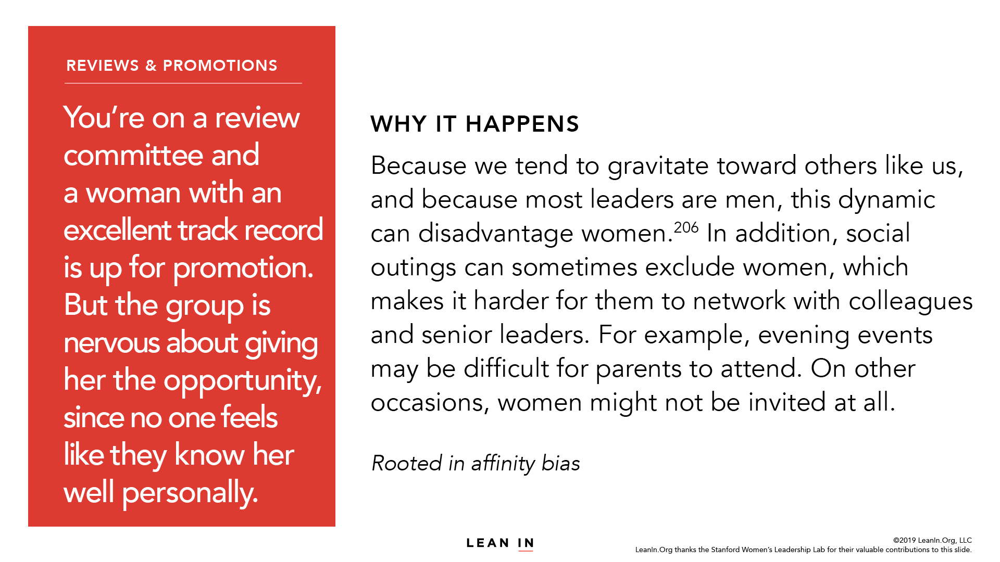 REVIEWS & PROMOTIONS
You’re on a review
committee and
a woman with an
excellent track record
is up for promotion.
But the group is
nervous about giving
her the opportunity,
since no one feels
like they know her
well personally.
WHY IT HAPPENS
Because we tend to gravitate toward others like us,
and because most leaders are men, this dynamic
can disadvantage women.²⁰⁶ In addition, social
outings can sometimes exclude women, which
makes it harder for them to network with colleagues
and senior leaders. For example, evening events
may be difficult for parents to attend. On other
occasions, women might not be invited at all.
Rooted in affinity bias
LEAN IN
©2019 LeanIn.Org, LLC
LeanIn.Org thanks the Stanford Women’s Leadership Lab for their valuable contributions to this slide.